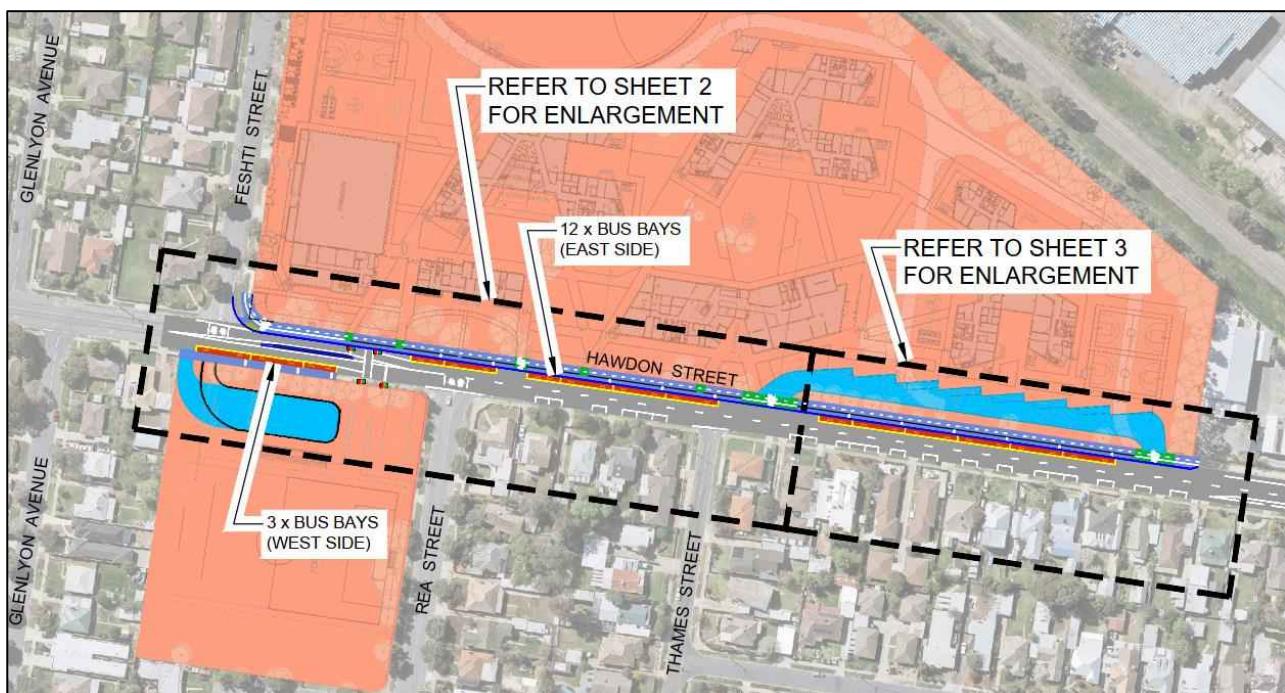 GLENLYON AVENUE
FESHTI STREET
REFER TO SHEET 2
FOR ENLARGEMENT
12 x BUS BAYS
(EAST SIDE)
REFER TO SHEET 3
FOR ENLARGEMENT
HAWDON STREET
3 x BUS BAYS
(WEST SIDE)
GLENLYON AVENUE
REA STREET
THAMES STREET